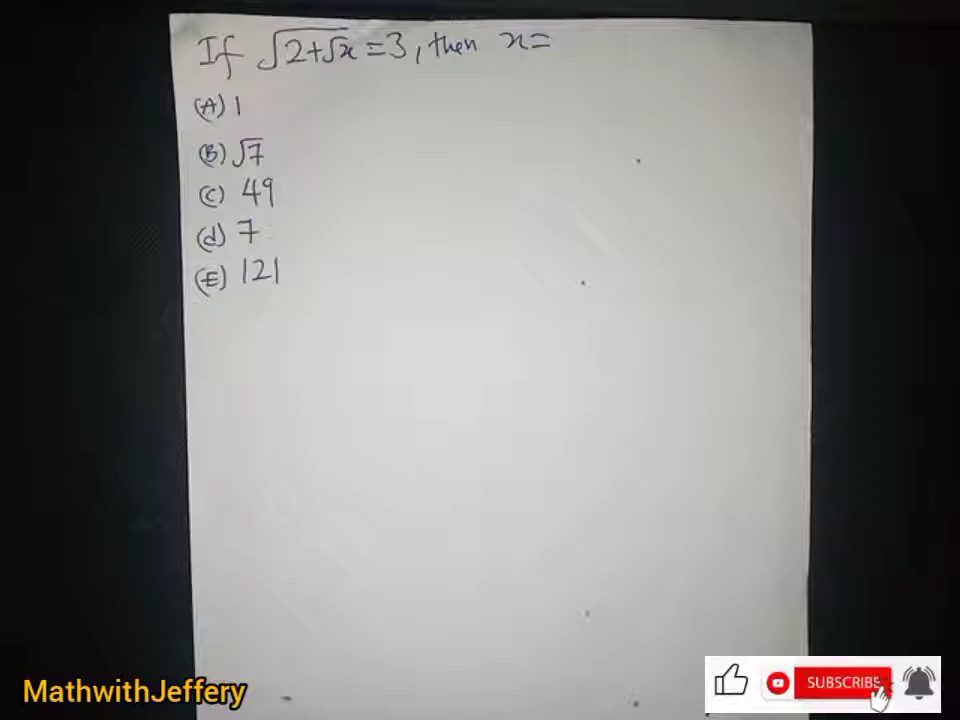 If √(2+√x) = 3, then x=
(A) 1
(B) √7
(C) 49
(d) 7
(E) 121
MathwithJeffery
SUBSCRIBE